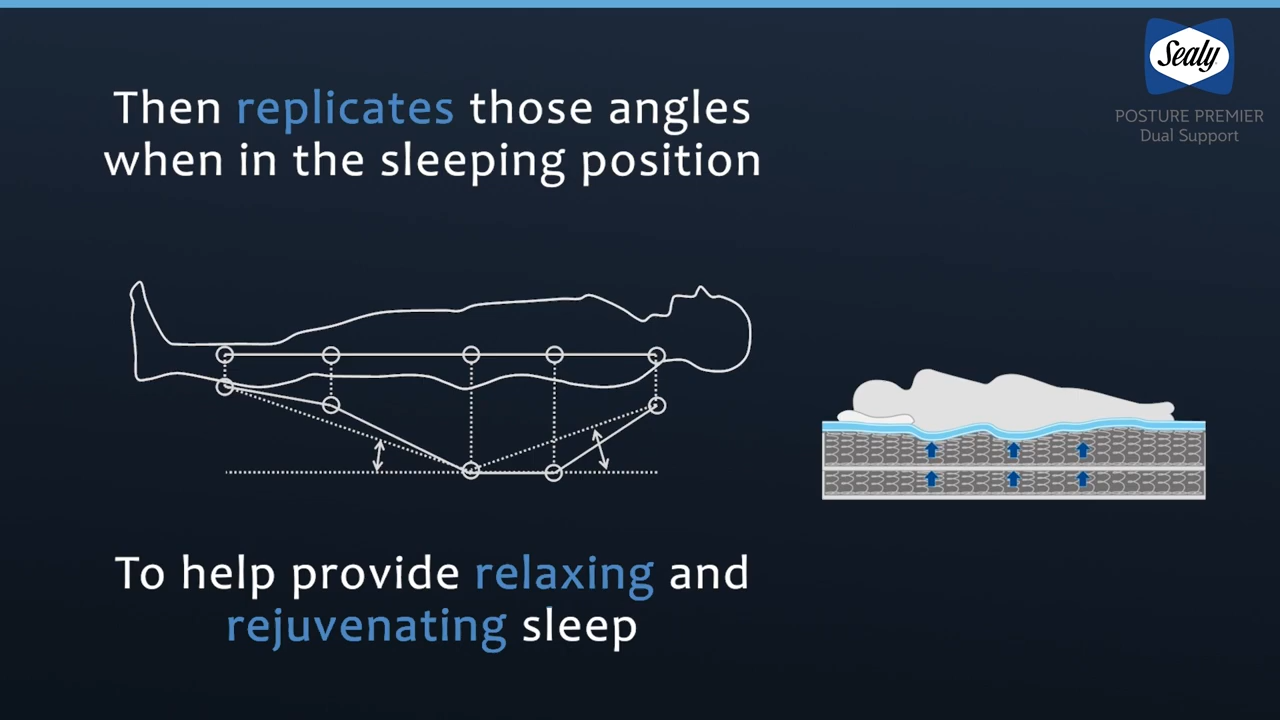 Sealy
POSTURE PREMIER
Dual Support
Then replicates those angles
when in the sleeping position
To help provide relaxing and
rejuvenating sleep